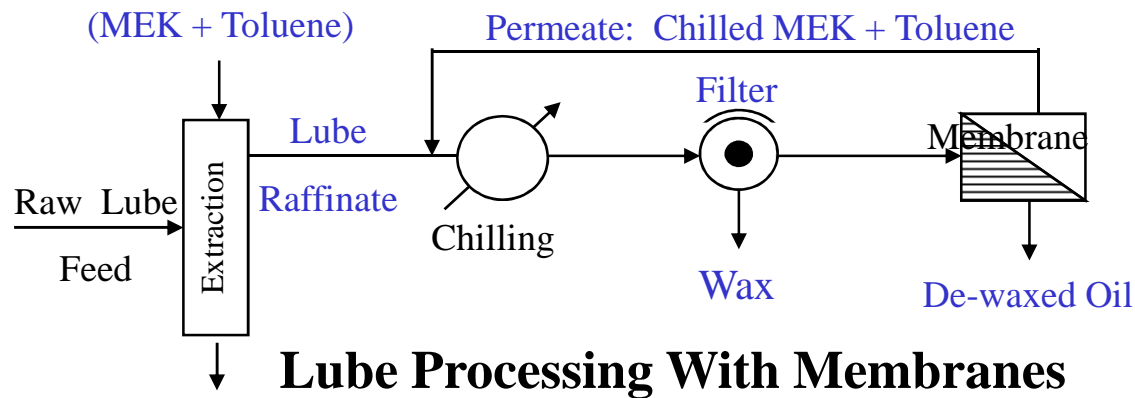 (MEK + Toluene)
Permeate: Chilled MEK + Toluene
Filter
Lube
Membrane
Raffinate
Raw Lube
Extraction
Chilling
Feed
Wax
De-waxed Oil
Lube Processing With Membranes